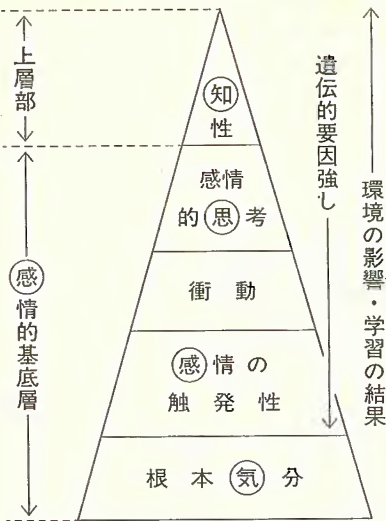 上層部
感情的基底層
知
性
感情
的思考
衝動
感情の
触発性
根本気分
遺伝的要因強し
環境の影響・学習の結果